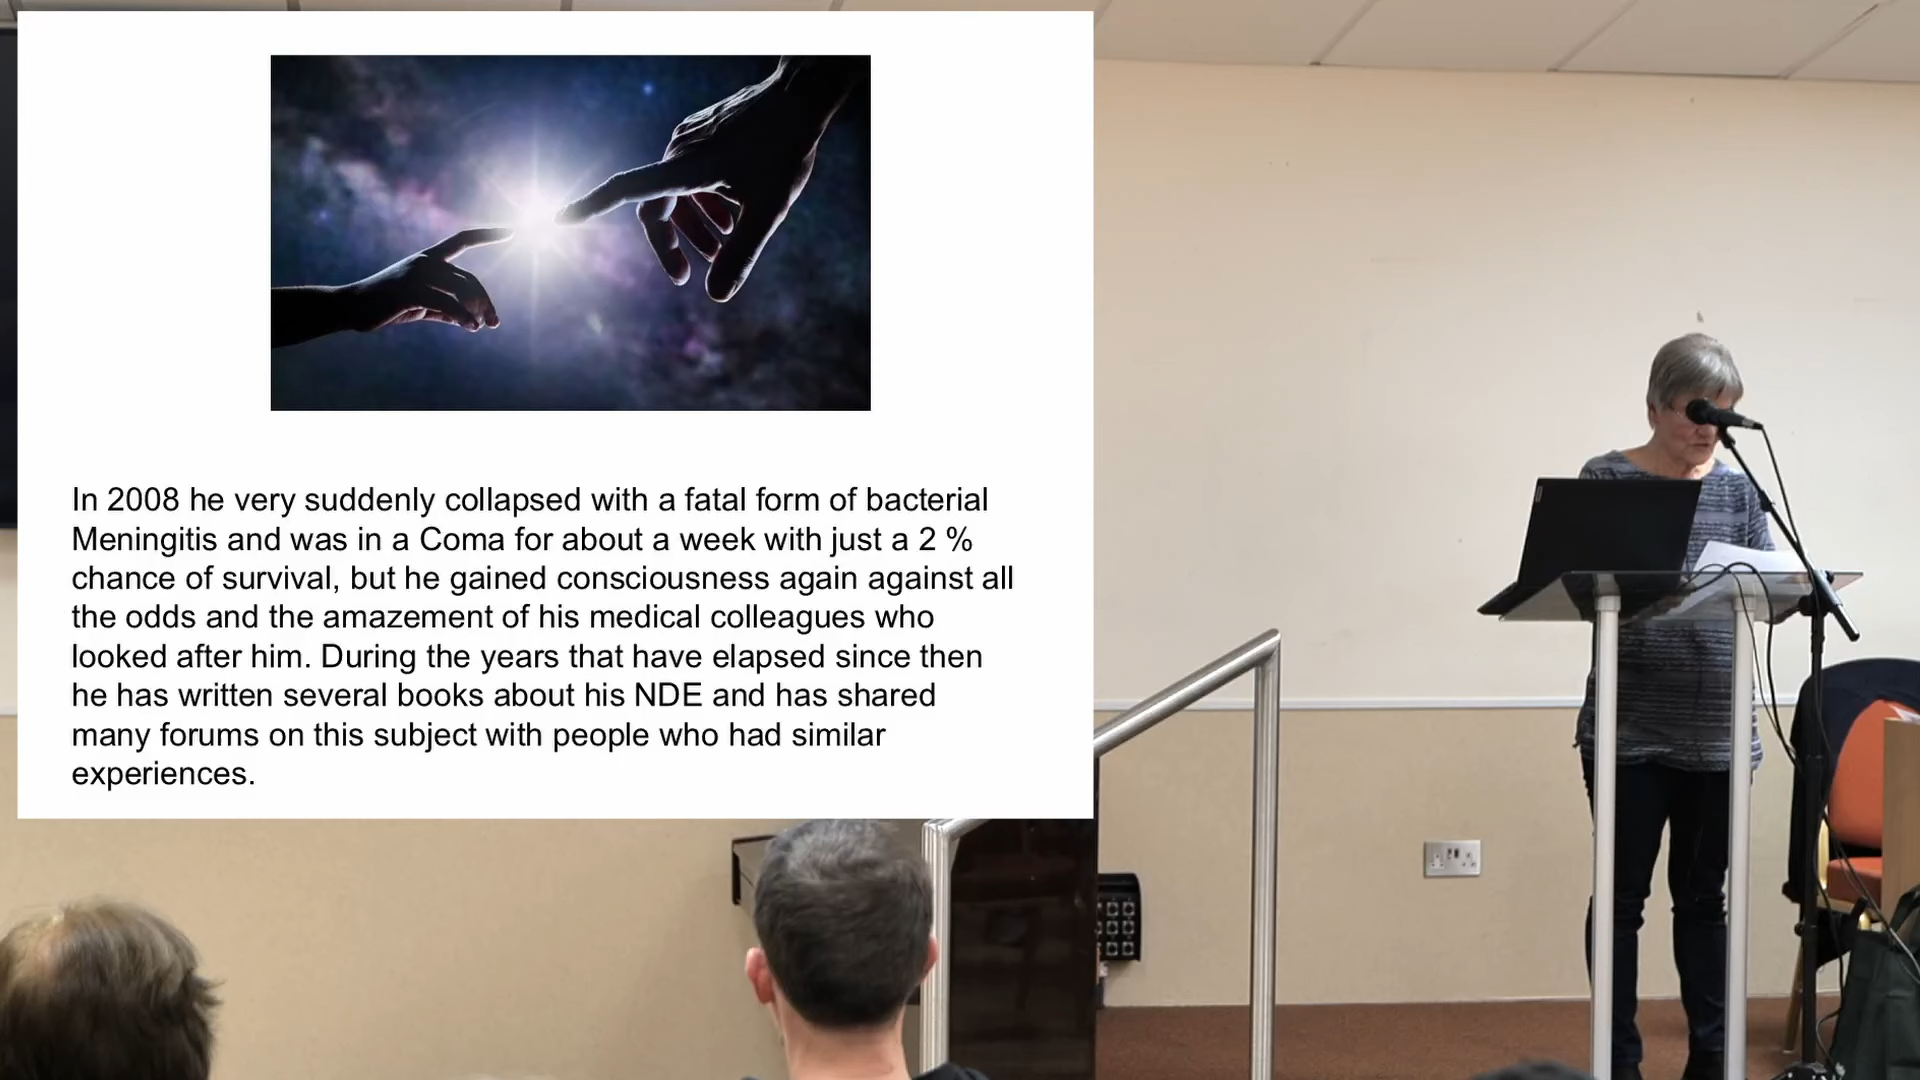 In 2008 he very suddenly collapsed with a fatal form of bacterial
Meningitis and was in a Coma for about a week with just a 2 %
chance of survival, but he gained consciousness again against all
the odds and the amazement of his medical colleagues who
looked after him. During the years that have elapsed since then
he has written several books about his NDE and has shared
many forums on this subject with people who had similar
experiences.